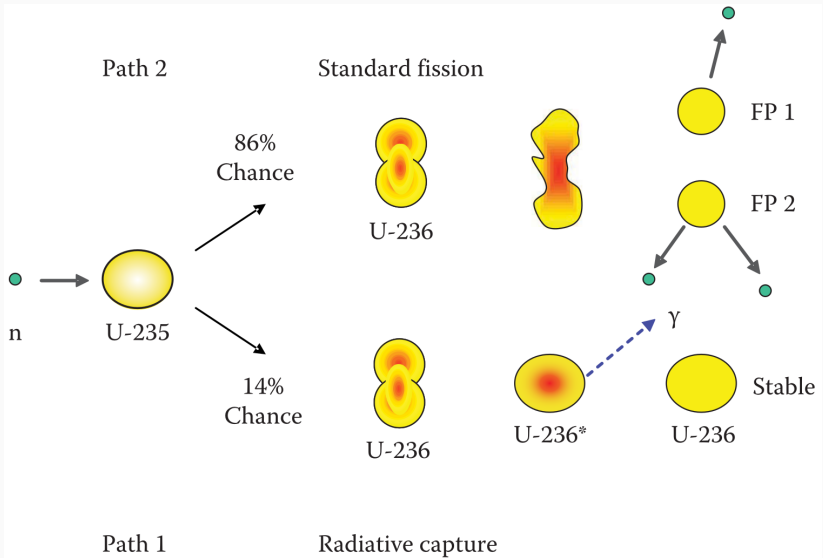 Path 2
Standard fission
FP 1
86%
Chance
FP 2
U-236
n
U-235
γ
14%
Chance
Stable
U-236
U-236*
U-236
Path 1
Radiative capture